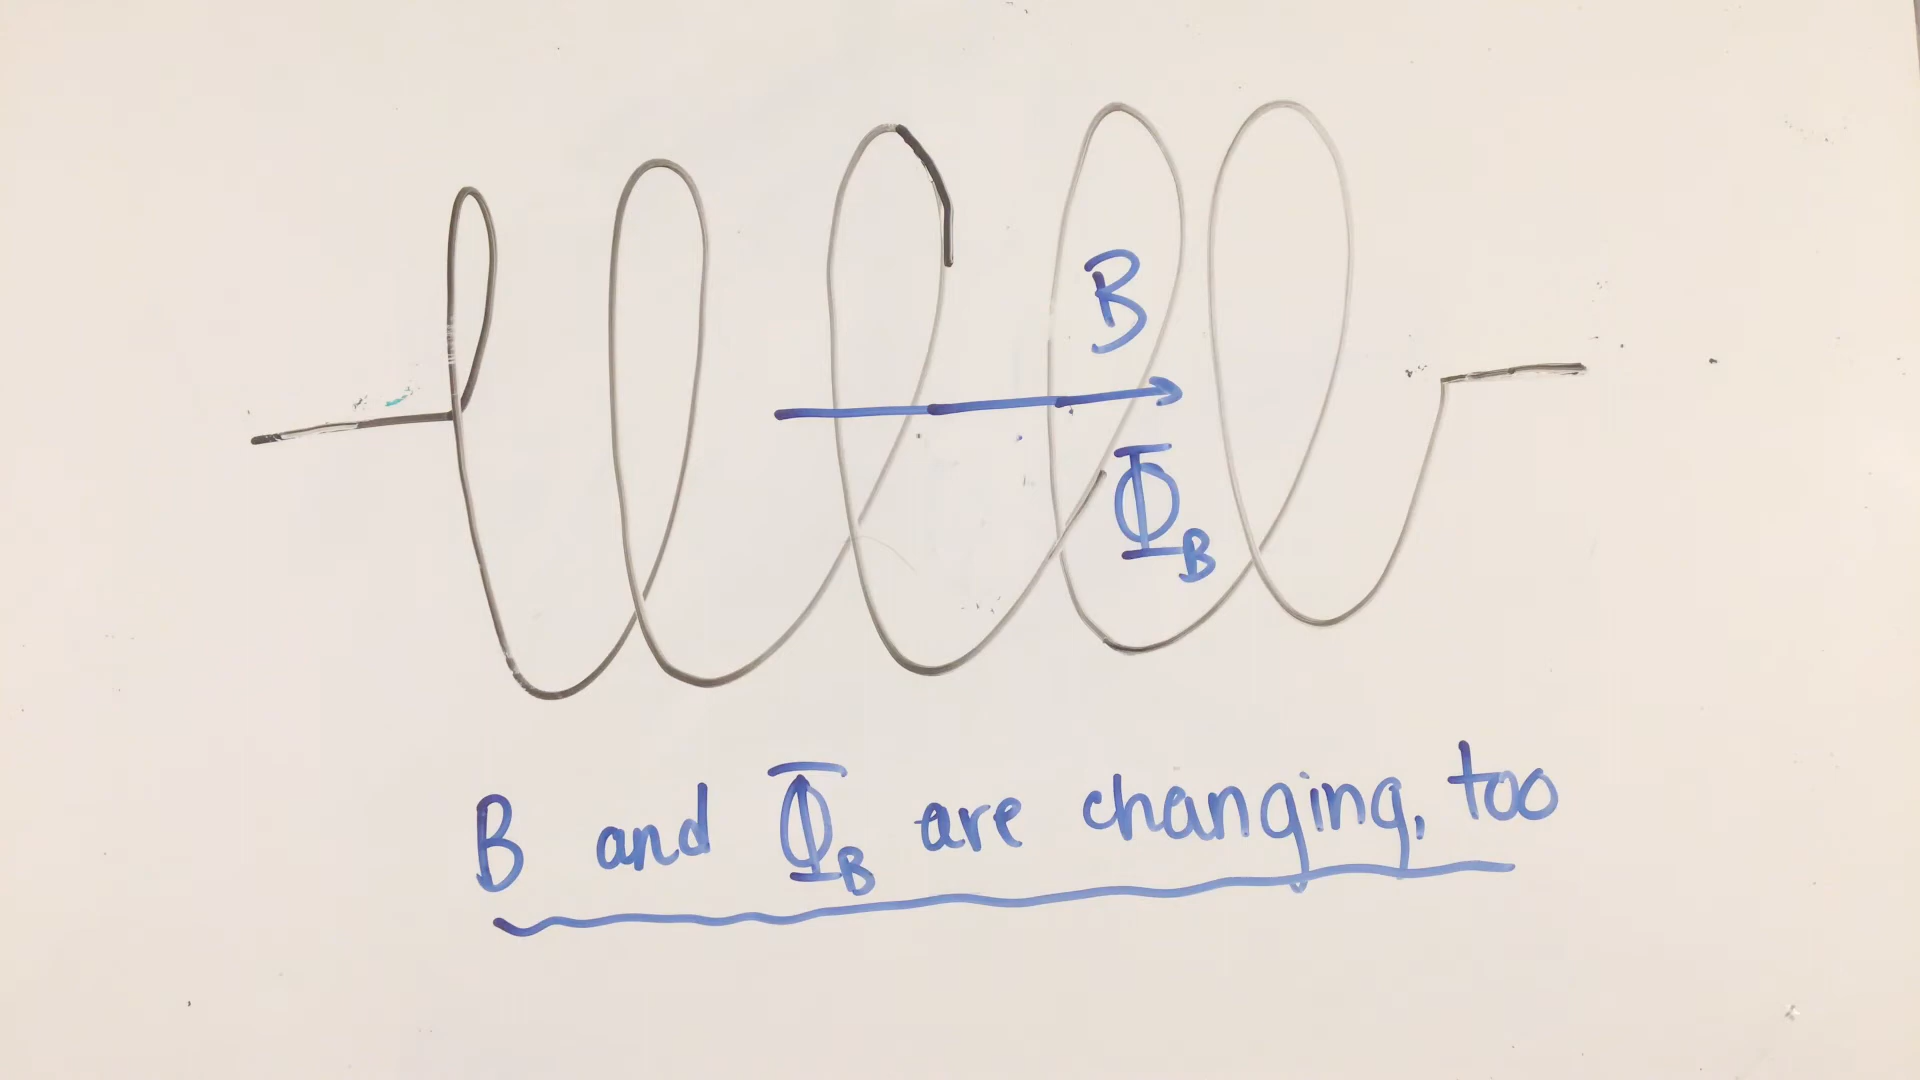 B
Φ_B
B and Φ_B are changing, too